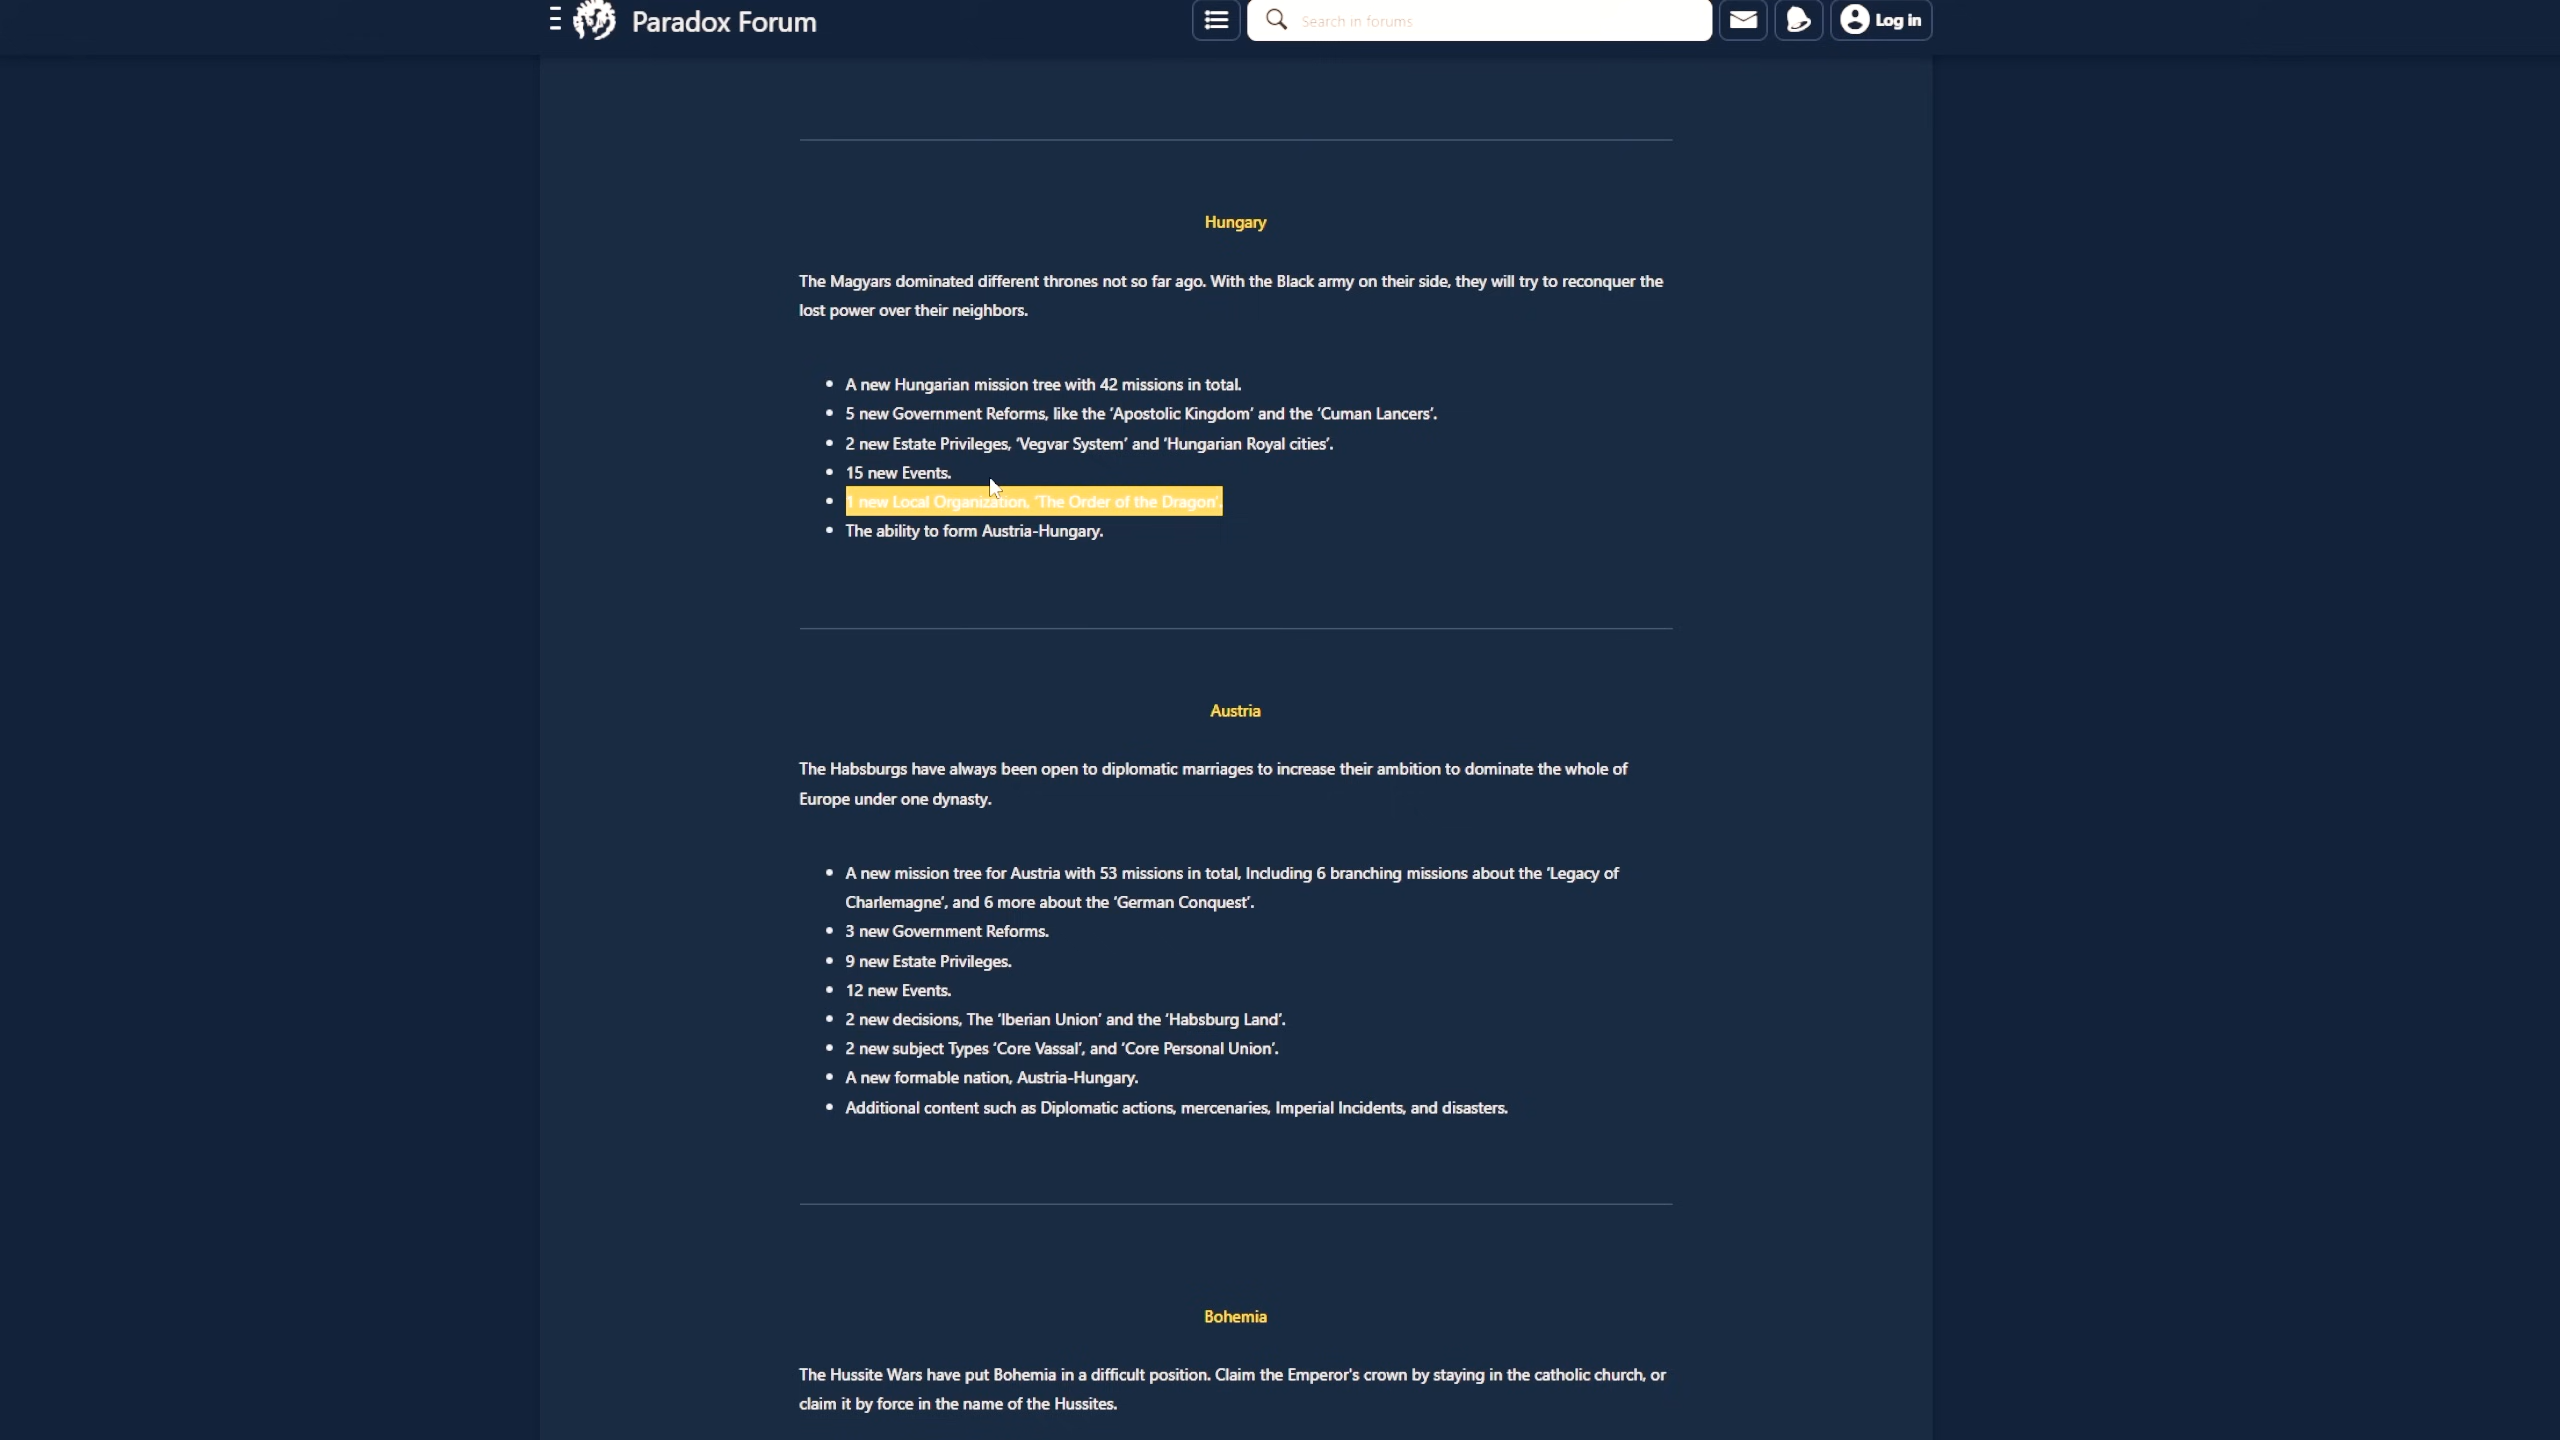 Paradox Forum
Search in forums
Log in
Hungary
The Magyars dominated different thrones not so far ago. With the Black army on their side, they will try to reconquer the
lost power over their neighbors.
• A new Hungarian mission tree with 42 missions in total.
• 5 new Government Reforms, like the ‘Apostolic Kingdom’ and the ‘Cuman Lancers’.
• 2 new Estate Privileges, ‘Vegvar System’ and ‘Hungarian Royal cities’.
• 15 new Events.
• 1 new Local Organization, ‘The Order of the Dragon’.
• The ability to form Austria-Hungary.
Austria
The Habsburgs have always been open to diplomatic marriages to increase their ambition to dominate the whole of
Europe under one dynasty.
• A new mission tree for Austria with 53 missions in total, Including 6 branching missions about the ‘Legacy of
Charlemagne’, and 6 more about the ‘German Conquest’.
• 3 new Government Reforms.
• 9 new Estate Privileges.
• 12 new Events.
• 2 new decisions, The ‘Iberian Union’ and the ‘Habsburg Land’.
• 2 new subject Types ‘Core Vassal’, and ‘Core Personal Union’.
• A new formable nation, Austria-Hungary.
• Additional content such as Diplomatic actions, mercenaries, Imperial Incidents, and disasters.
Bohemia
The Hussite Wars have put Bohemia in a difficult position. Claim the Emperor's crown by staying in the catholic church, or
claim it by force in the name of the Hussites.